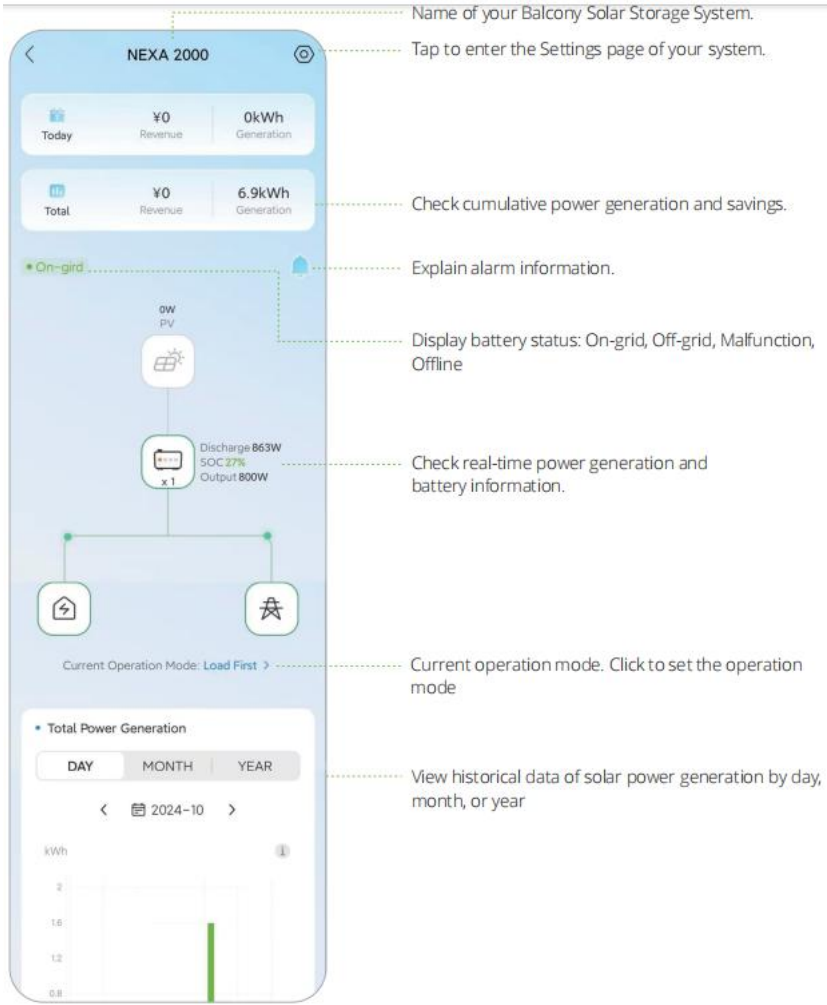 Name of your Balcony Solar Storage System.
NEXA 2000
Tap to enter the Settings page of your system.
Today
¥0
Revenue
0kWh
Generation
Total
¥0
Revenue
6.9kWh
Generation
Check cumulative power generation and savings.
On-gird
Explain alarm information.
Display battery status: On-grid, Off-grid, Malfunction,
Offline
0W
PV
x 1
Discharge 863W
SOC 27%
Output 800W
Check real-time power generation and
battery information.
Current Operation Mode: Load First >
Current operation mode. Click to set the operation
mode
• Total Power Generation
DAY MONTH YEAR
< 2024-10 >
View historical data of solar power generation by day,
month, or year
kWh
i
2
1.6
1.2
0.8